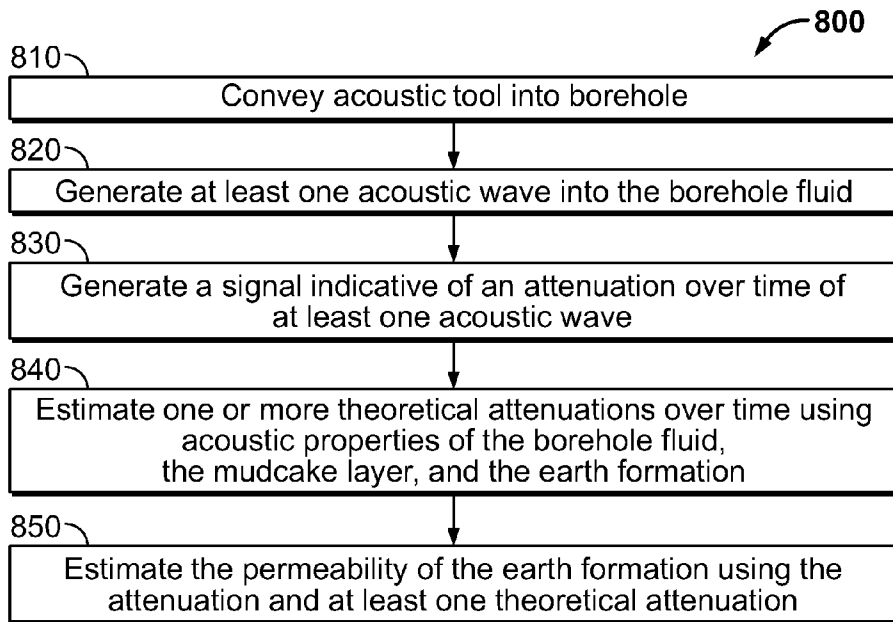 800
810
Convey acoustic tool into borehole
820
Generate at least one acoustic wave into the borehole fluid
830
Generate a signal indicative of an attenuation over time of
at least one acoustic wave
840
Estimate one or more theoretical attenuations over time using
acoustic properties of the borehole fluid,
the mudcake layer, and the earth formation
850
Estimate the permeability of the earth formation using the
attenuation and at least one theoretical attenuation